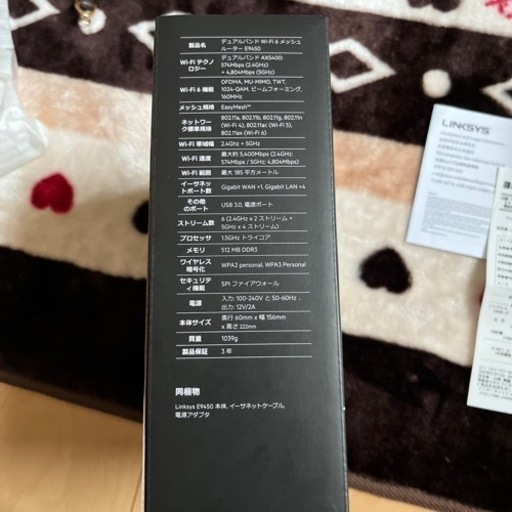 製品名
デュアルバンド Wi-Fi 6 メッシュ
ルーター E9450
Wi-Fi テクノ
ロジー
デュアルバンド AX5400:
574Mbps (2.4GHz)
+ 4,804Mbps (5GHz)
Wi-Fi 6 機能
OFDMA, MU-MIMO, TWT,
1024-QAM, ビームフォーミング,
160MHz
メッシュ規格
EasyMesh™
ネットワー
ク標準規格
802.11a, 802.11b, 802.11g, 802.11n
(Wi-Fi 4), 802.11ac (Wi-Fi 5),
802.11ax (Wi-Fi 6)
Wi-Fi 帯域幅
2.4Ghz + 5GHz
Wi-Fi 速度
最大約 5,400Mbps (2.4GHz:
574Mbps / 5GHz: 4,804Mbps)
Wi-Fi 範囲
最大 185 平方メートル
イーサネッ
トポート数
Gigabit WAN ×1, Gigabit LAN ×4
その他
のポート
USB 3.0, 電源ポート
ストリーム数
6 (2.4GHz x 2 ストリーム +
5GHz x 4 ストリーム)
プロセッサ
1.5GHz トライコア
メモリ
512 MB DDR3
ワイヤレス
暗号化
WPA2 personal, WPA3 Personal
セキュリテ
ィ機能
SPI ファイアウォール
電源
入力: 100-240V と 50-60Hz .
出力: 12V/2A
本体サイズ
奥行 60mm x 幅 156mm
x 高さ 222mm
質量
1039g
製品保証
3 年
同梱物
Linksys E9450 本体, イーサネットケーブル,
電源アダプタ
LINKSYS